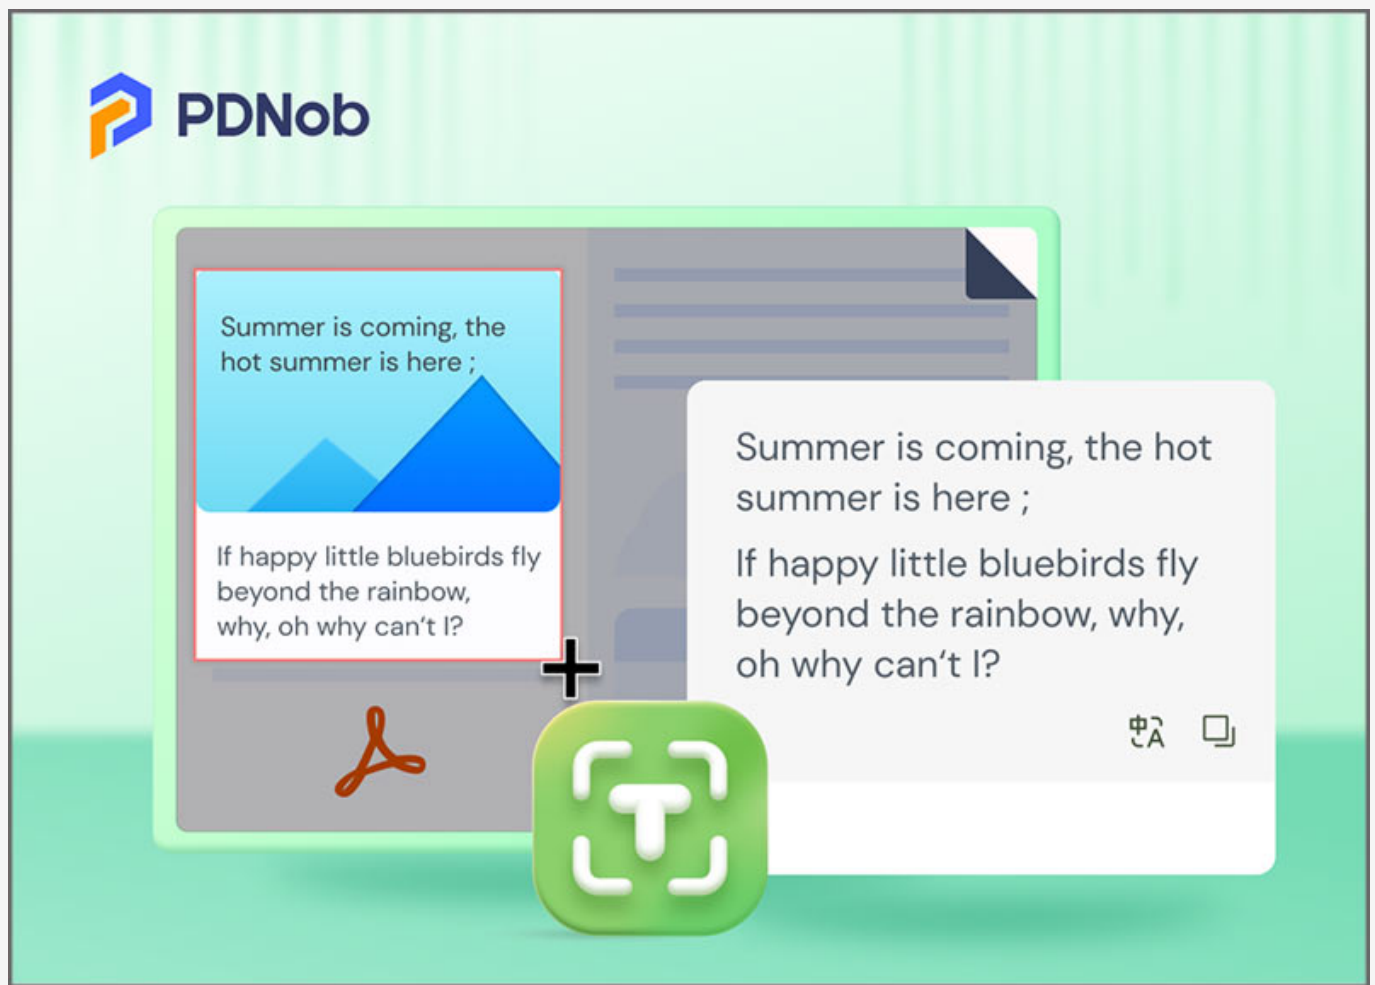 PDNob
Summer is coming, the
hot summer is here ;
If happy little bluebirds fly
beyond the rainbow,
why, oh why can't I?
Summer is coming, the hot
summer is here ;
If happy little bluebirds fly
beyond the rainbow, why,
oh why can't I?
中A
T